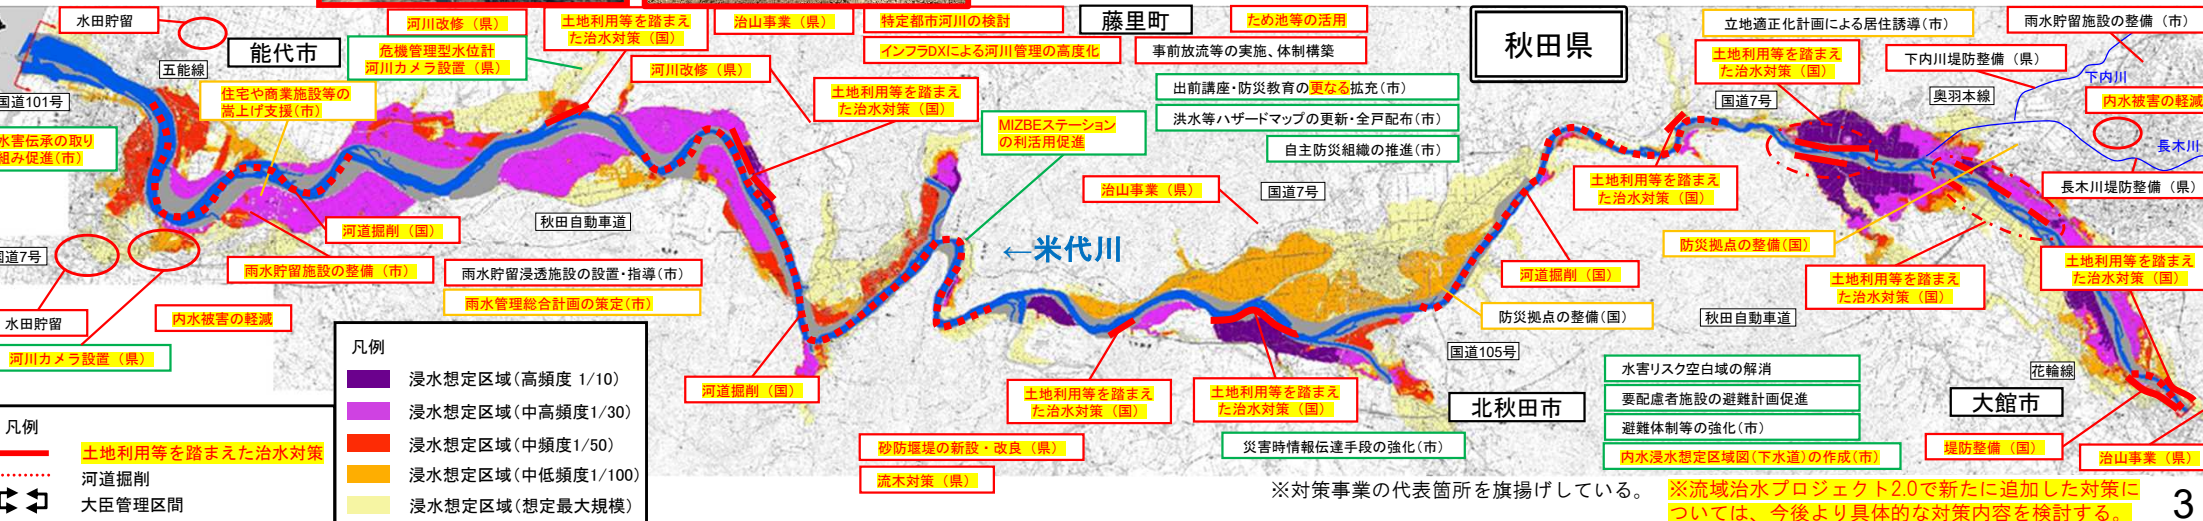 水田貯留
河川改修（県）
土地利用等を踏まえ
た治水対策（国）
治山事業（県）
特定都市河川の検討
藤里町
ため池等の活用
秋田県
立地適正化計画による居住誘導(市)
雨水貯留施設の整備（市）
能代市
危機管理型水位計
河川カメラ設置（県）
インフラDXによる河川管理の高度化
事前放流等の実施、体制構築
土地利用等を踏まえ
た治水対策（国）
下内川堤防整備（県）
五能線
河川改修（県）
下内川
国道101号
住宅や商業施設等の
嵩上げ支援(市)
土地利用等を踏まえ
た治水対策（国）
出前講座・防災教育の更なる拡充(市)
国道7号
奥羽本線
内水被害の軽減
洪水等ハザードマップの更新・全戸配布(市)
水害伝承の取り
組み促進(市)
MIZBEステーション
の利活用促進
自主防災組織の推進(市)
長木川
治山事業（県）
国道7号
土地利用等を踏まえ
た治水対策（国）
長木川堤防整備（県）
秋田自動車道
河道掘削（国）
←米代川
防災拠点の整備(国)
国道7号
雨水貯留施設の整備（市）
雨水貯留浸透施設の設置・指導(市)
河道掘削（国）
土地利用等を踏まえ
た治水対策（国）
土地利用等を踏まえ
た治水対策（国）
雨水管理総合計画の策定(市)
水田貯留
内水被害の軽減
防災拠点の整備(国)
秋田自動車道
河川カメラ設置（県）
国道105号
凡例
浸水想定区域(高頻度 1/10)
浸水想定区域(中高頻度1/30)
浸水想定区域(中頻度1/50)
浸水想定区域(中低頻度1/100)
浸水想定区域(想定最大規模)
河道掘削（国）
土地利用等を踏まえ
た治水対策（国）
土地利用等を踏まえ
た治水対策（国）
北秋田市
水害リスク空白域の解消
要配慮者施設の避難計画促進
避難体制等の強化(市)
内水浸水想定区域図(下水道)の作成(市)
花輪線
大館市
凡例
土地利用等を踏まえた治水対策
河道掘削
大臣管理区間
砂防堰堤の新設・改良（県）
流木対策（県）
災害時情報伝達手段の強化(市)
堤防整備（国）
治山事業（県）
※対策事業の代表箇所を旗揚げしている。
※流域治水プロジェクト2.0で新たに追加した対策に
ついては、今後より具体的な対策内容を検討する。
3